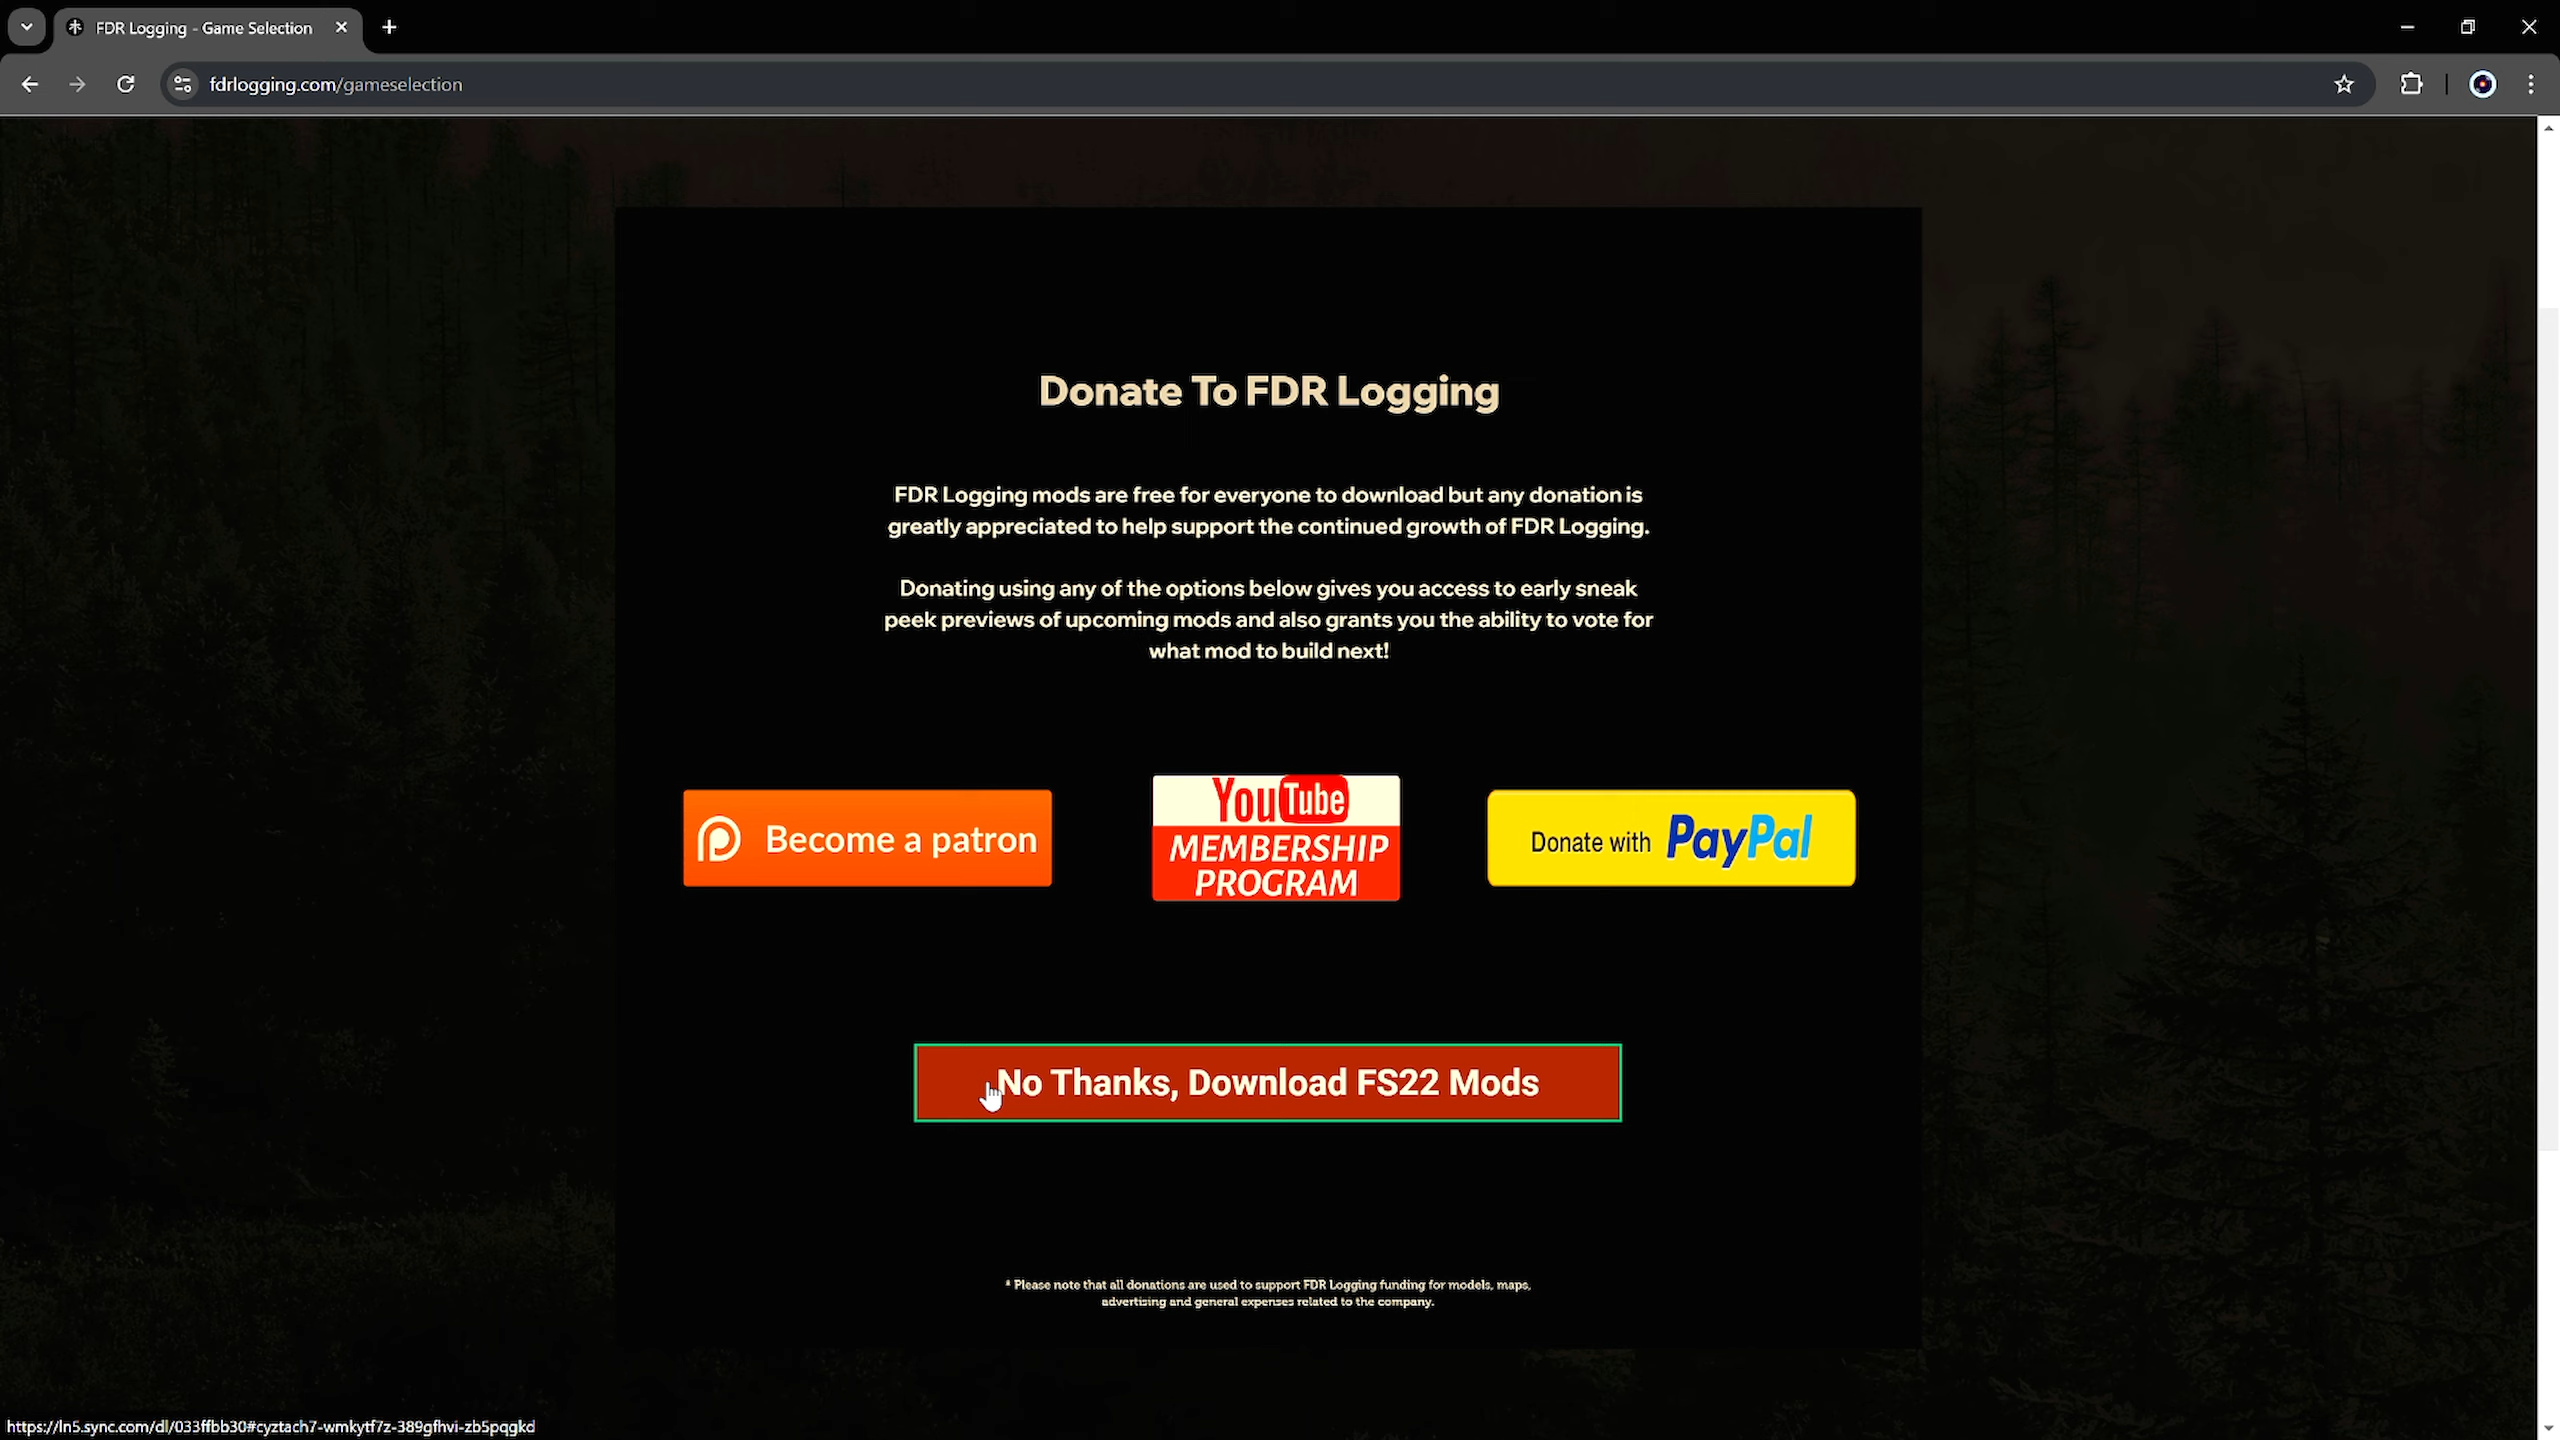 FDR Logging - Game Selection
fdrlogging.com/gameselection
Donate To FDR Logging
FDR Logging mods are free for everyone to download but any donation is
greatly appreciated to help support the continued growth of FDR Logging.
Donating using any of the options below gives you access to early sneak
peek previews of upcoming mods and also grants you the ability to vote for
what mod to build next!
Become a patron
YouTube
MEMBERSHIP
PROGRAM
Donate with PayPal
No Thanks, Download FS22 Mods
* Please note that all donations are used to support FDR Logging funding for models, maps,
advertising and general expenses related to the company.
https://ln5.sync.com/dl/033ffbb30#cyztach7-wmkytf7z-389gfhvi-zb5pqgkd